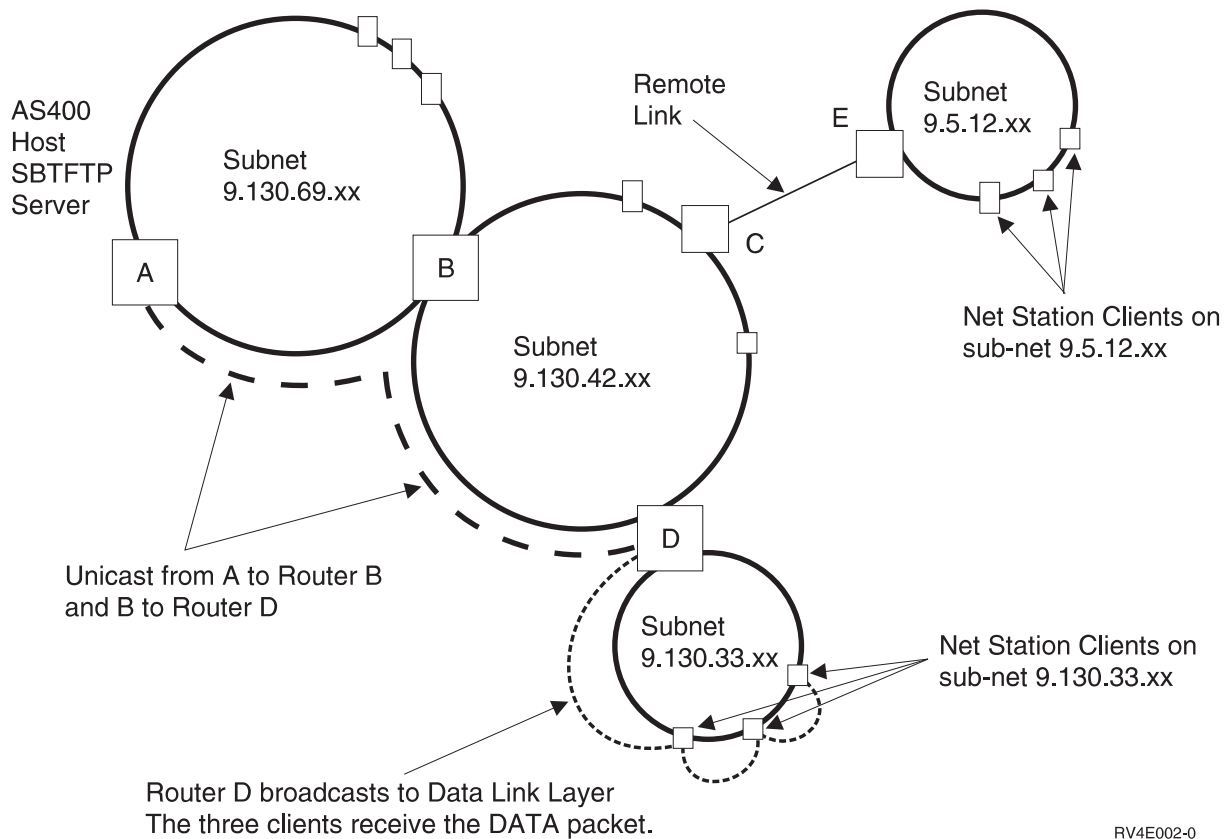 AS400
Host
SBTFTP
Server
Subnet
9.130.69.xx
A
B
Remote
Link
E
C
Subnet
9.5.12.xx
Net Station Clients on
sub-net 9.5.12.xx
Subnet
9.130.42.xx
Unicast from A to Router B
and B to Router D
D
Subnet
9.130.33.xx
Net Station Clients on
sub-net 9.130.33.xx
Router D broadcasts to Data Link Layer
The three clients receive the DATA packet.
RV4E002-0